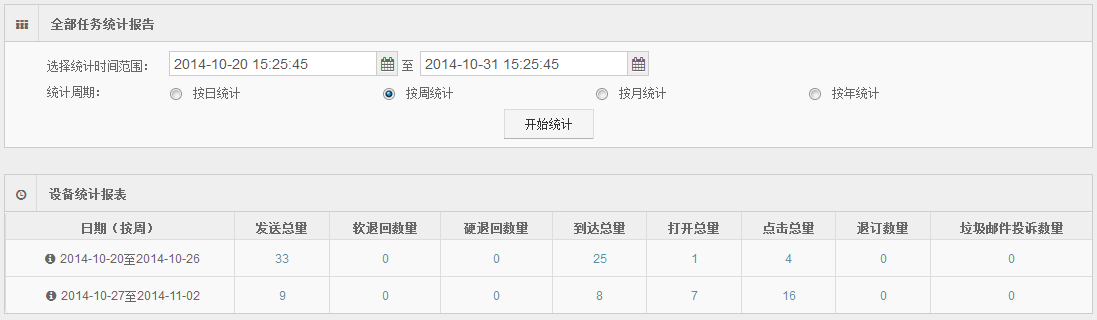 全部任务统计报告
选择统计时间范围: 2014-10-20 15:25:45 至 2014-10-31 15:25:45
统计周期: 按日统计 按周统计 按月统计 按年统计
开始统计
设备统计报表
日期（按周） 发送总量 软退回数量 硬退回数量 到达总量 打开总量 点击总量 退订数量 垃圾邮件投诉数量
2014-10-20至2014-10-26 33 0 0 25 1 4 0 0
2014-10-27至2014-11-02 9 0 0 8 7 16 0 0